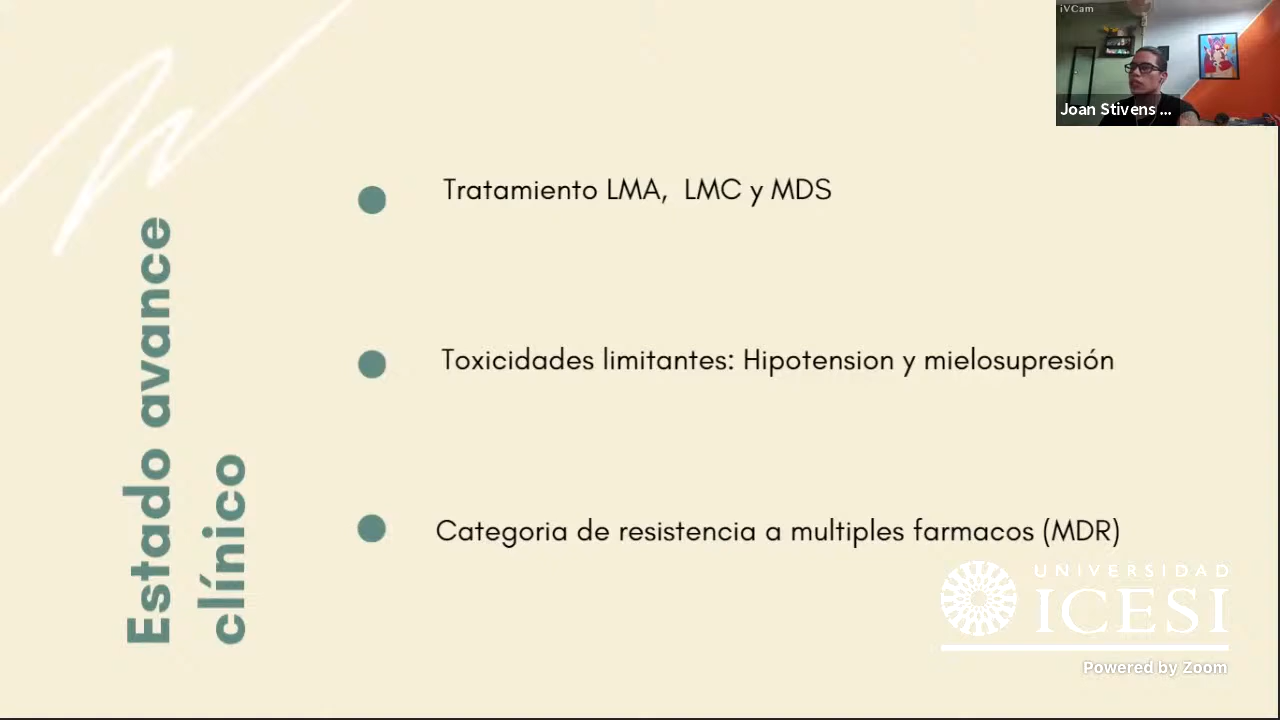 iVCam
Joan Stivens ...
Estado avance
clínico
Tratamiento LMA, LMC y MDS
Toxicidades limitantes: Hipotension y mielosupresión
Categoria de resistencia a multiples farmacos (MDR)
UNIVERSIDAD
ICESI
Powered by Zoom